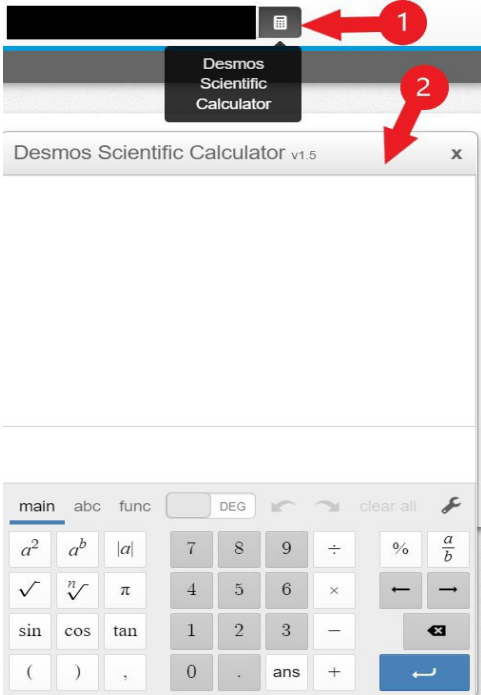 1
Desmos
Scientific
Calculator
2
Desmos Scientific Calculator v1.5 x
main abc func DEG clear all
a² aᵇ |a| 7 8 9 ÷ % a/b
√ ⁿ√ π 4 5 6 × ← →
sin cos tan 1 2 3 −
( ) , 0 . ans +